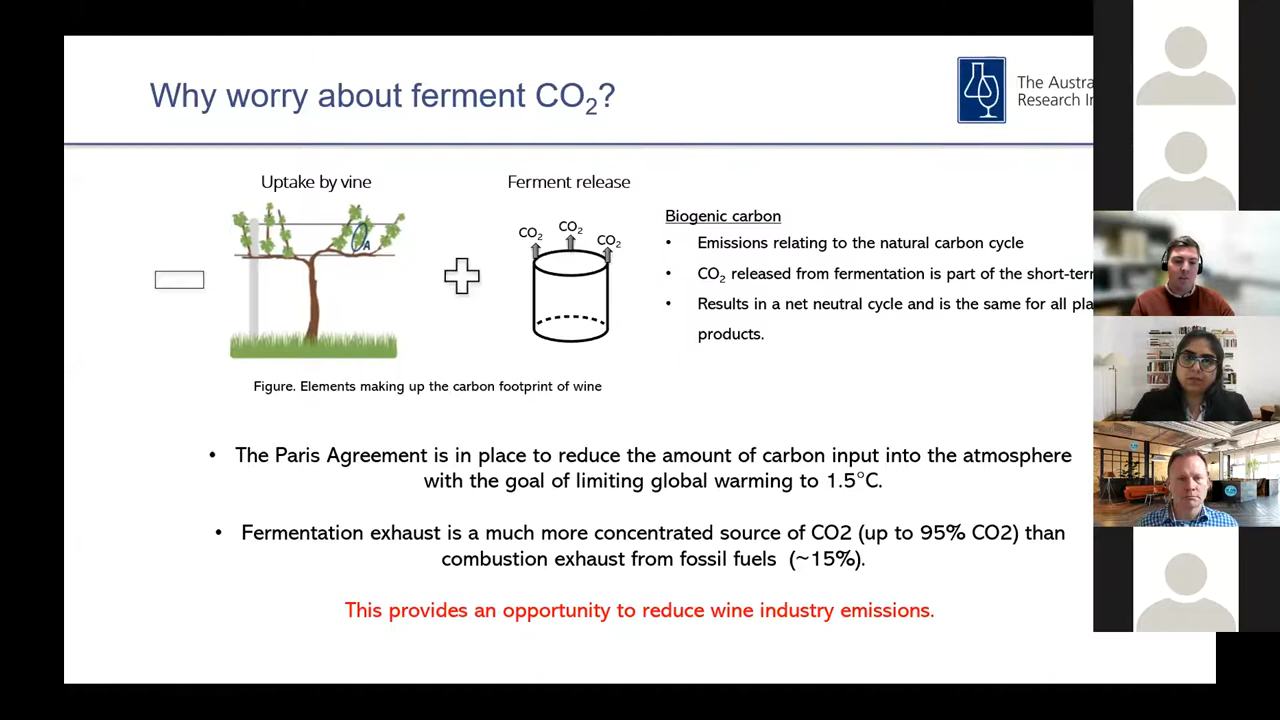 Why worry about ferment CO₂?
The Austra
Research In
Uptake by vine
Ferment release
CO₂ CO₂ CO₂
A
Biogenic carbon
• Emissions relating to the natural carbon cycle
• CO₂ released from fermentation is part of the short-ter
• Results in a net neutral cycle and is the same for all pla
products.
Figure. Elements making up the carbon footprint of wine
• The Paris Agreement is in place to reduce the amount of carbon input into the atmosphere
with the goal of limiting global warming to 1.5°C.
• Fermentation exhaust is a much more concentrated source of CO2 (up to 95% CO2) than
combustion exhaust from fossil fuels (~15%).
This provides an opportunity to reduce wine industry emissions.